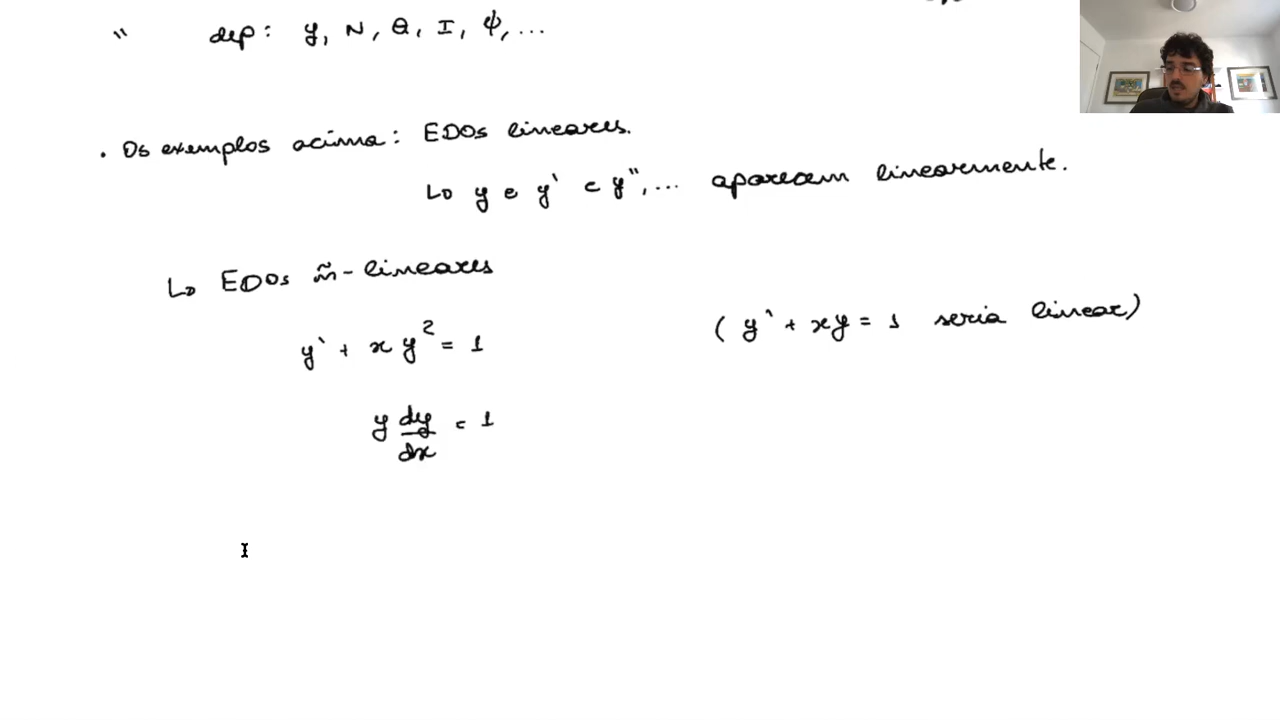 " dep: y, N, Q, I, ψ, ...
. Os exemplos acima: EDOs lineares.
↳ y e y' e y'', ... aparecem linearmente.
↳ EDOs ñ-lineares
y' + x y² = 1 (y' + xy = 1 seria linear)
y dy/dx = 1